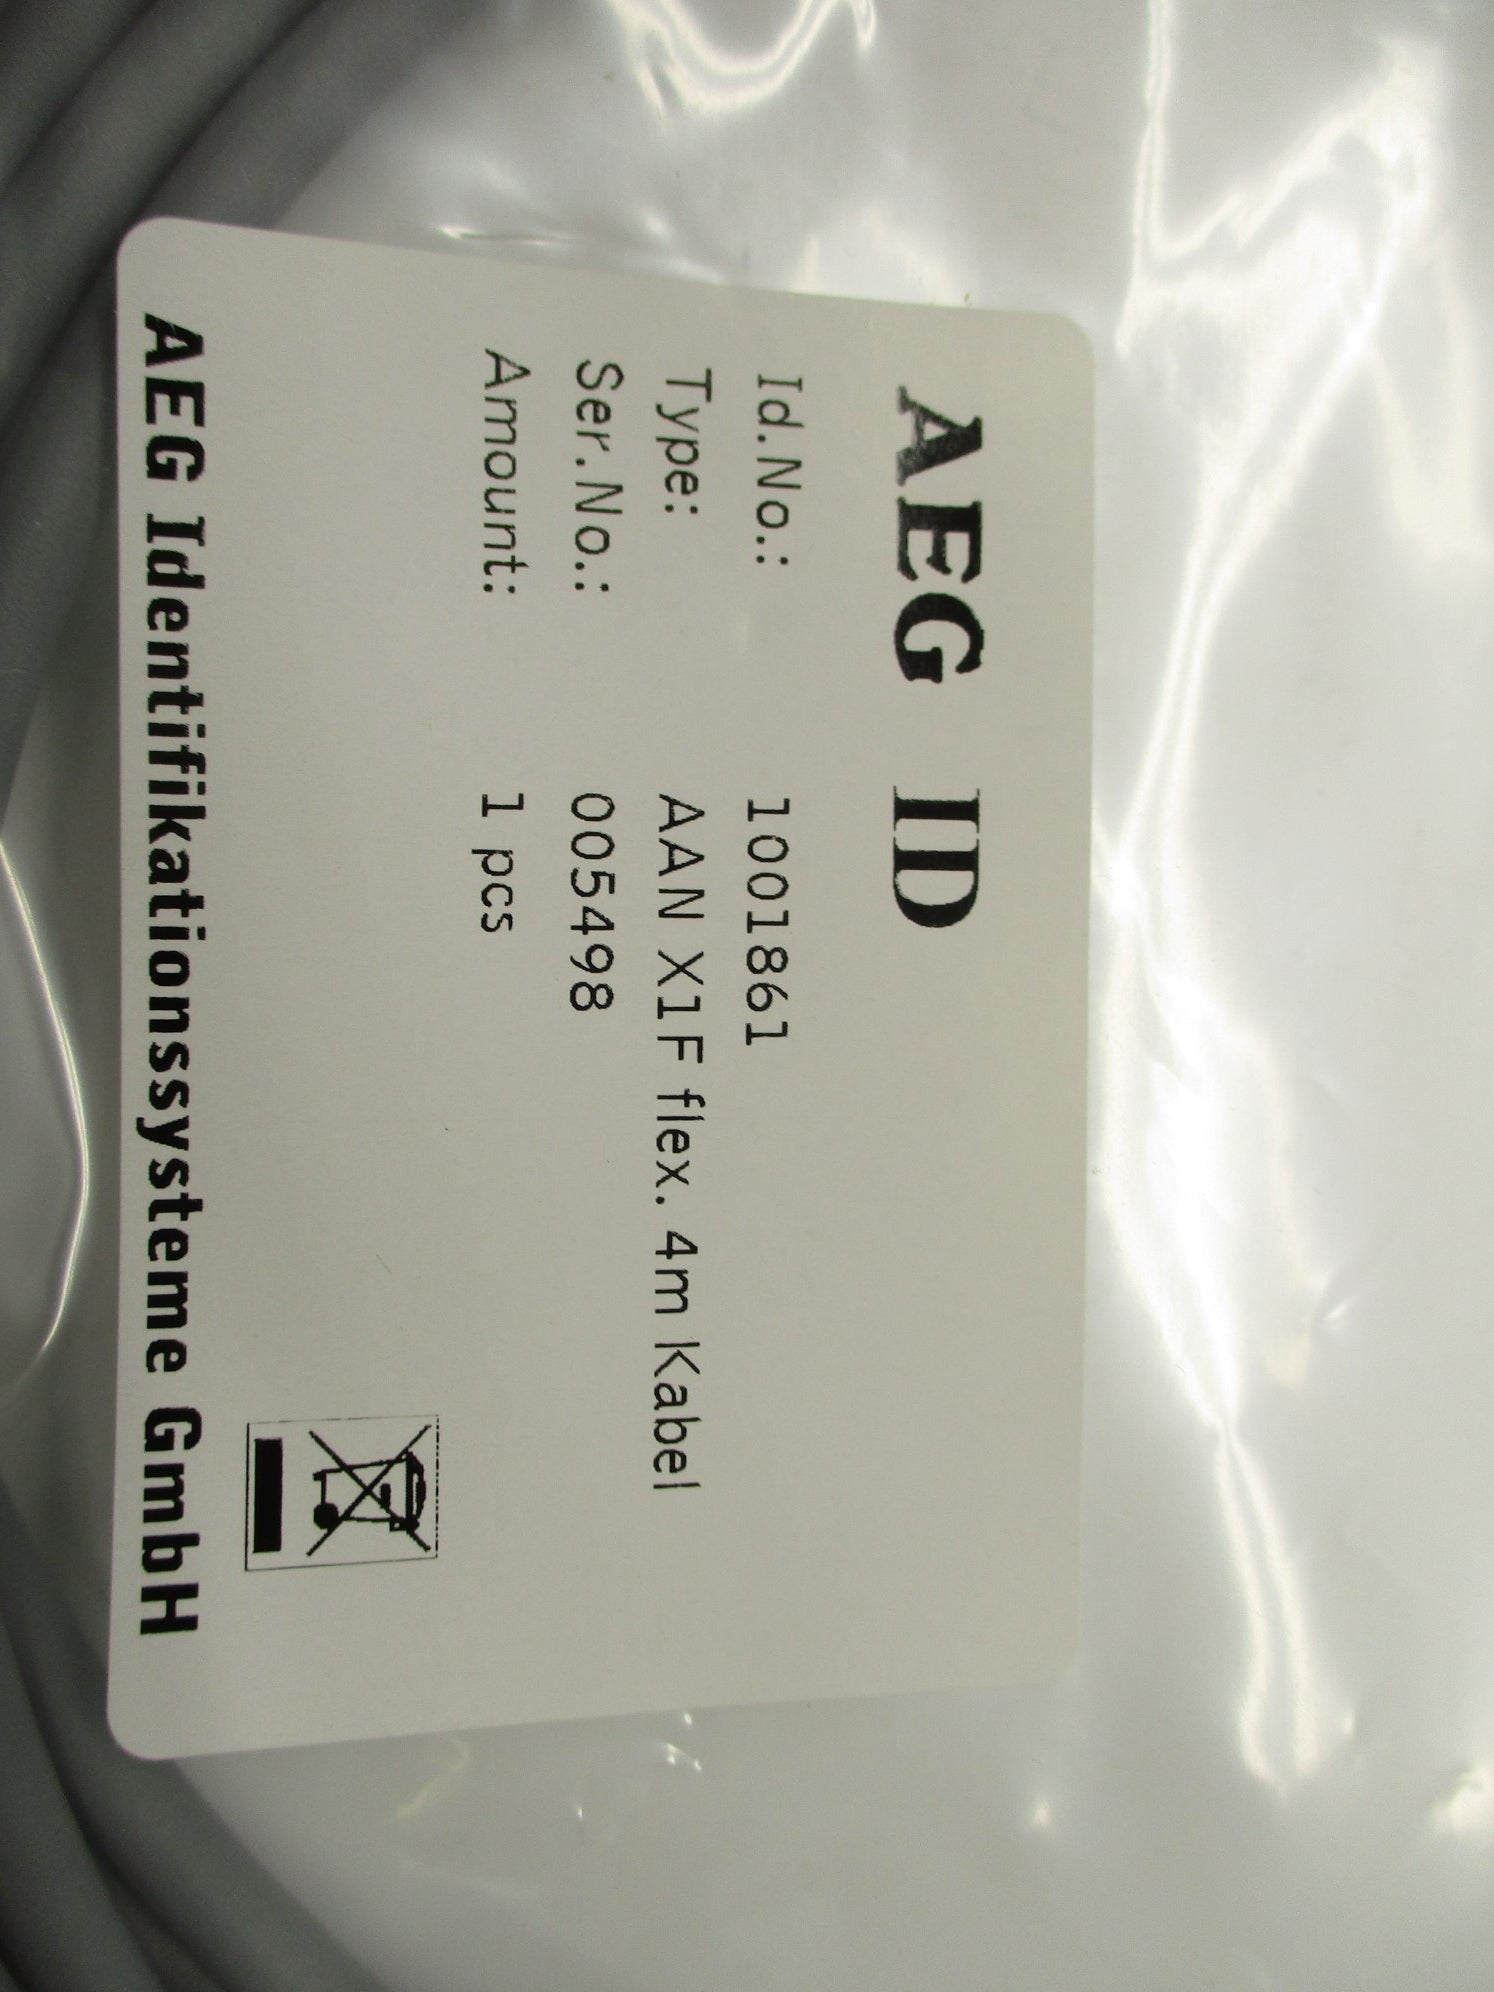 AEG ID
Id.No.: 1001861
Type: AAN X1F flex. 4m Kabel
Ser.No.: 005498
Amount: 1 pcs
AEG Identifikationssysteme GmbH